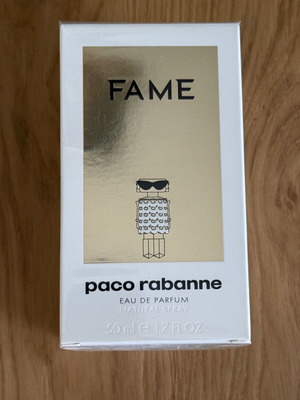 FAME
paco rabanne
EAU DE PARFUM
NATURAL SPRAY
50 ml e 1.7 FL.OZ